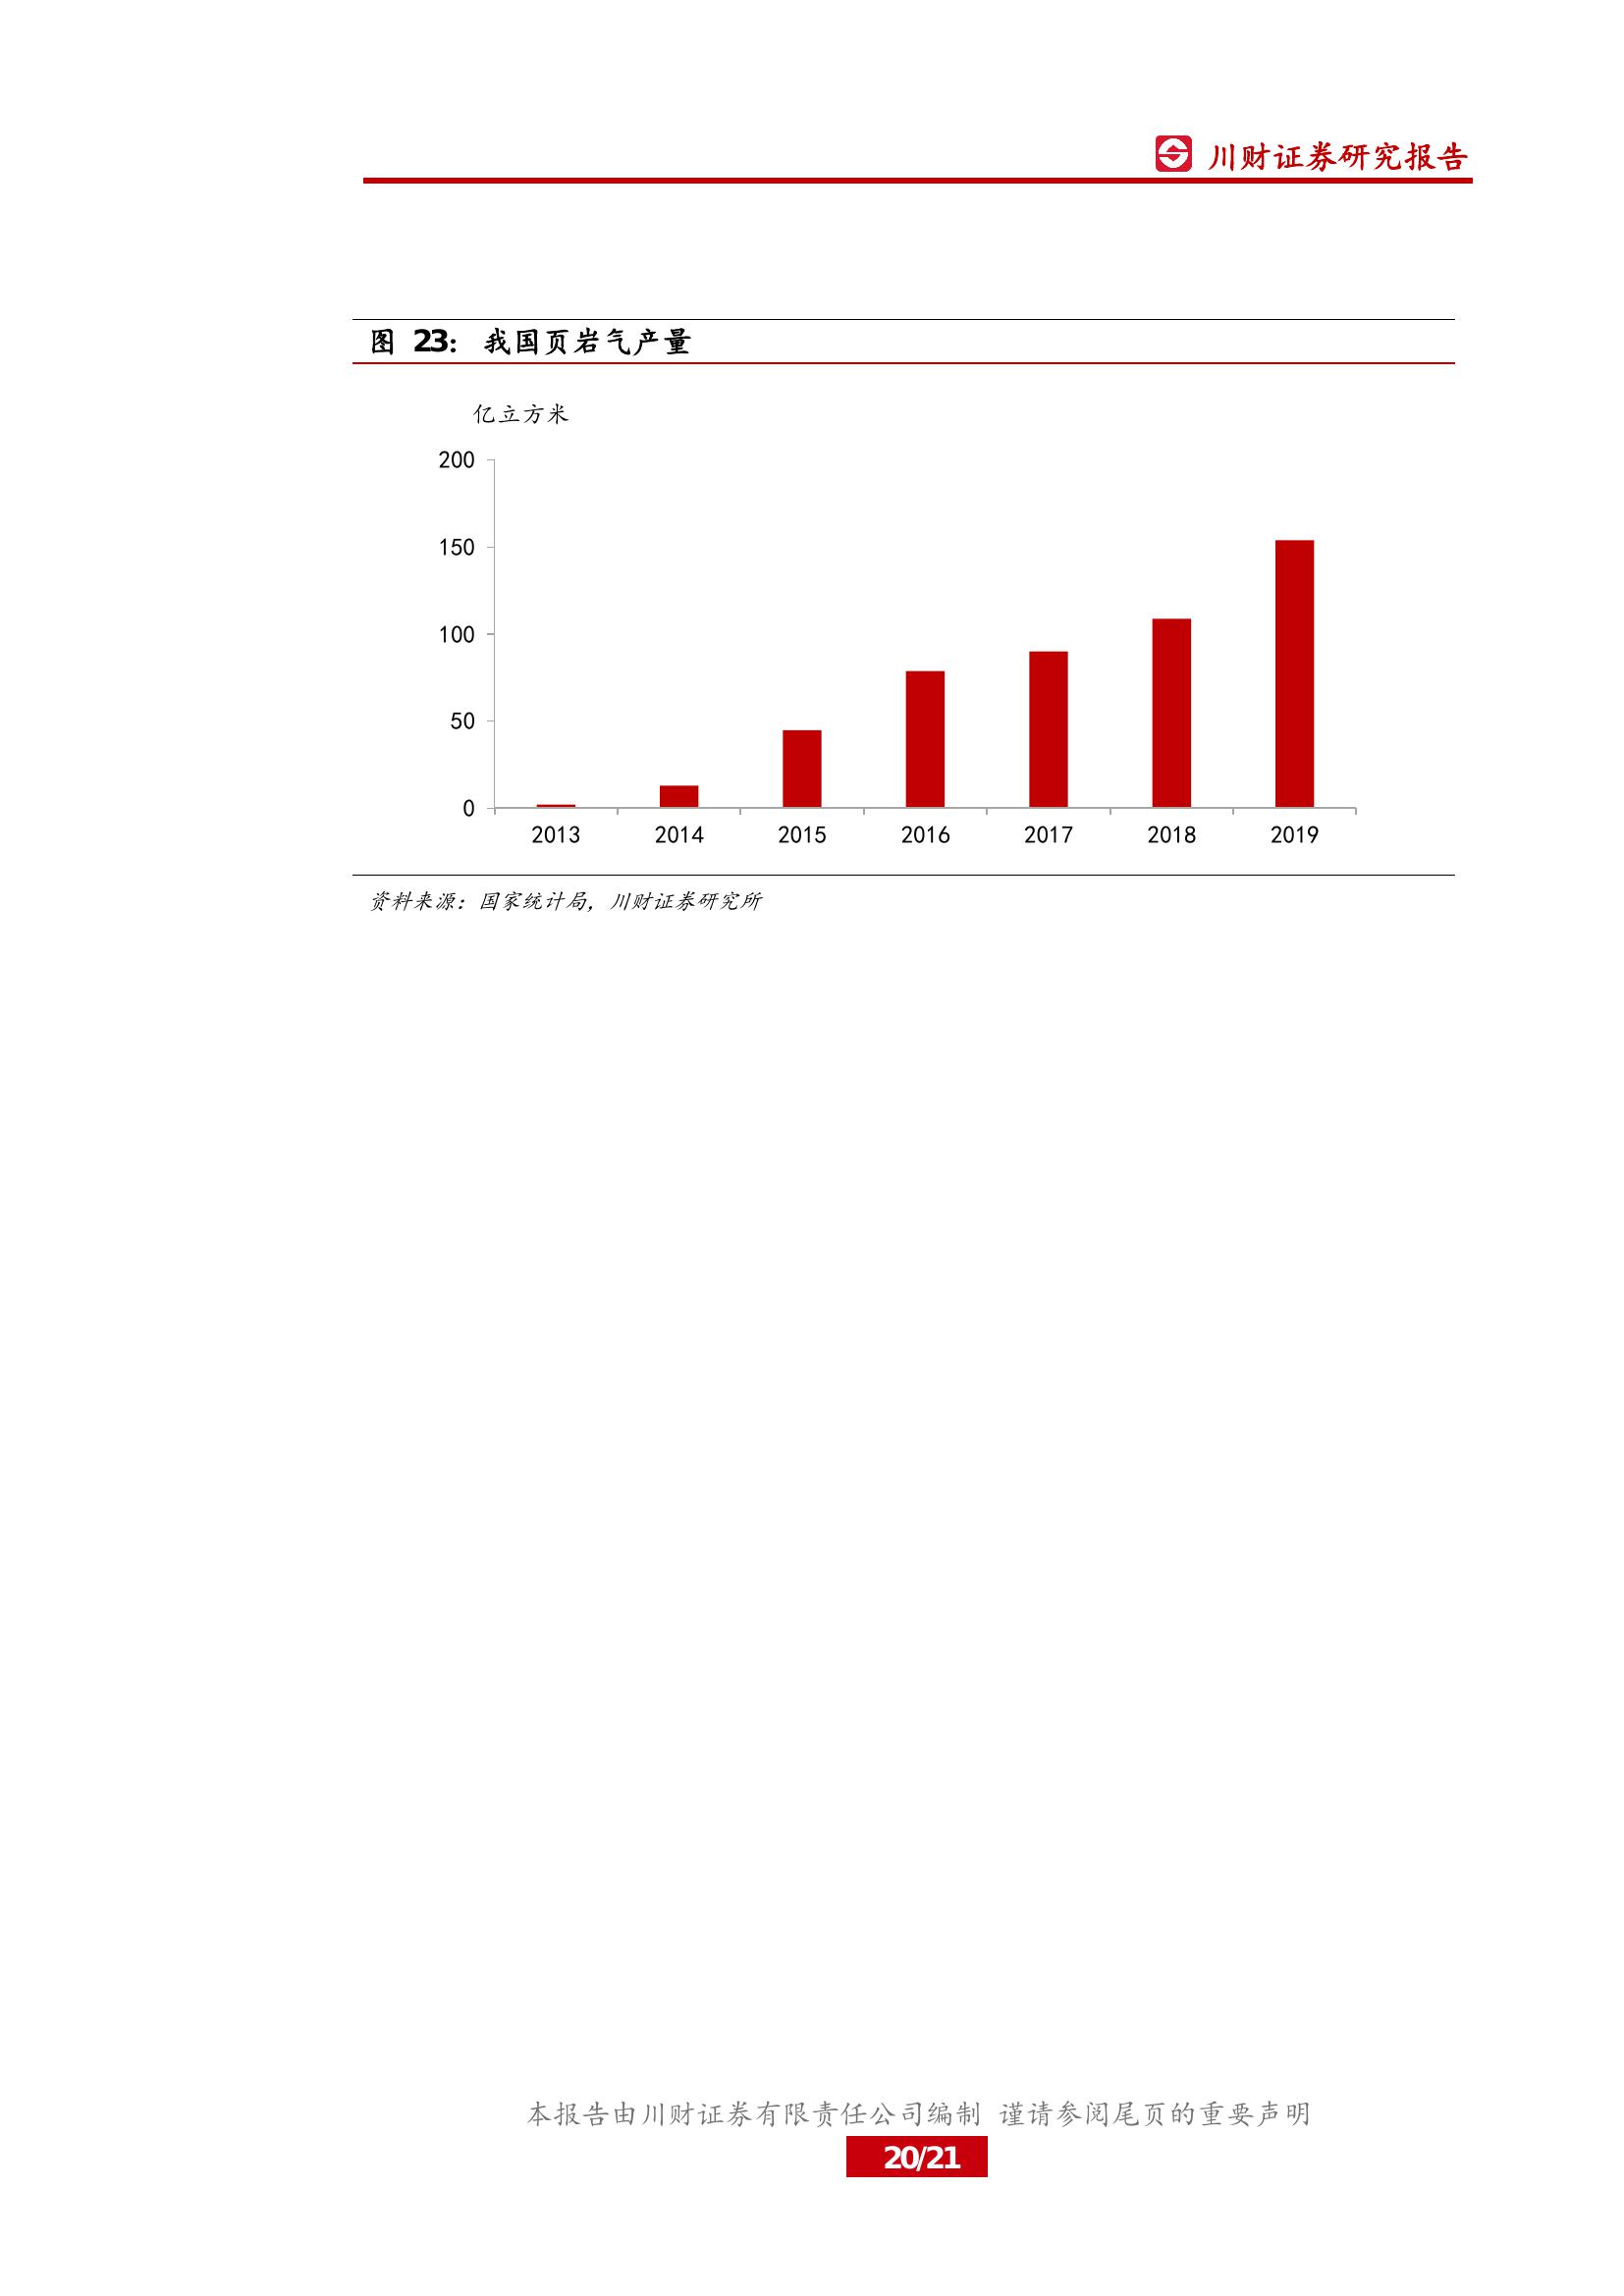 川财证券研究报告
图 23： 我国页岩气产量
亿立方米
200
150
100
50
0
2013 2014 2015 2016 2017 2018 2019
资料来源：国家统计局，川财证券研究所
本报告由川财证券有限责任公司编制 谨请参阅尾页的重要声明
20/21